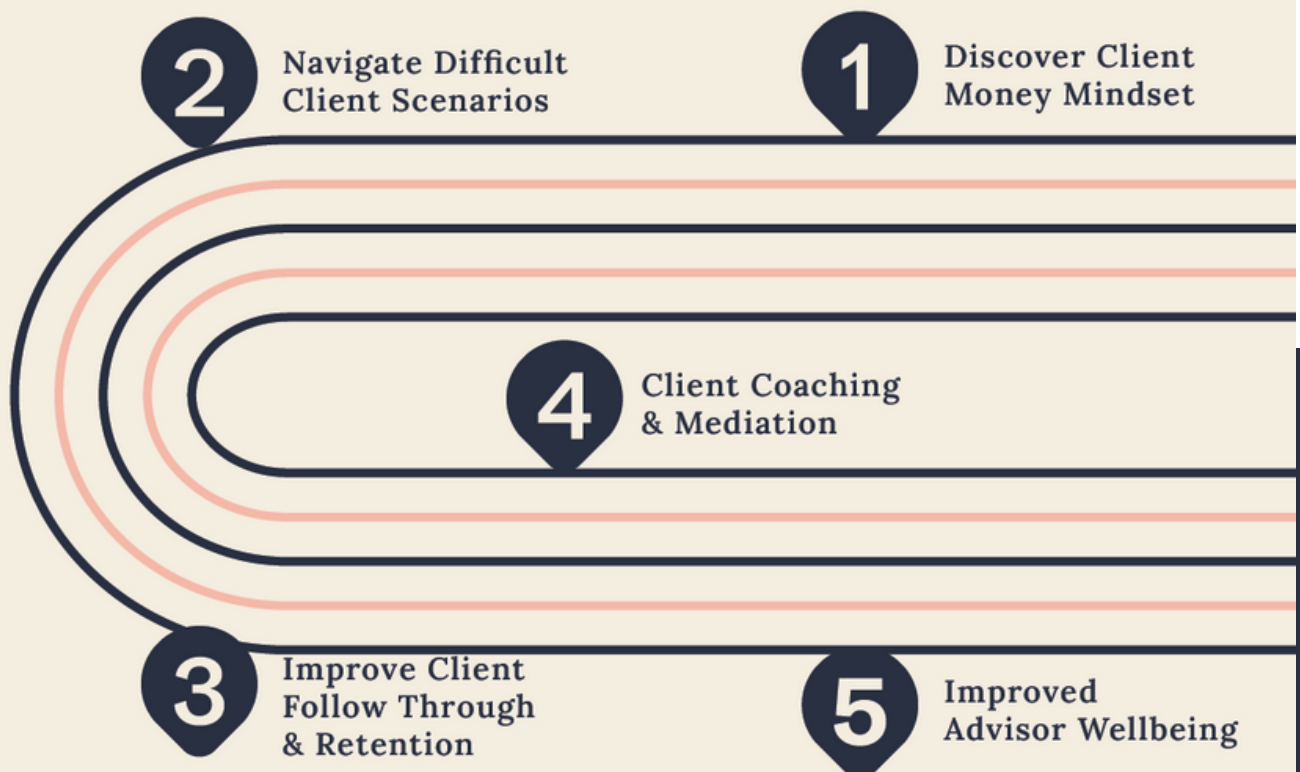 1
Discover Client
Money Mindset
2
Navigate Difficult
Client Scenarios
3
Improve Client
Follow Through
& Retention
4
Client Coaching
& Mediation
5
Improved
Advisor Wellbeing